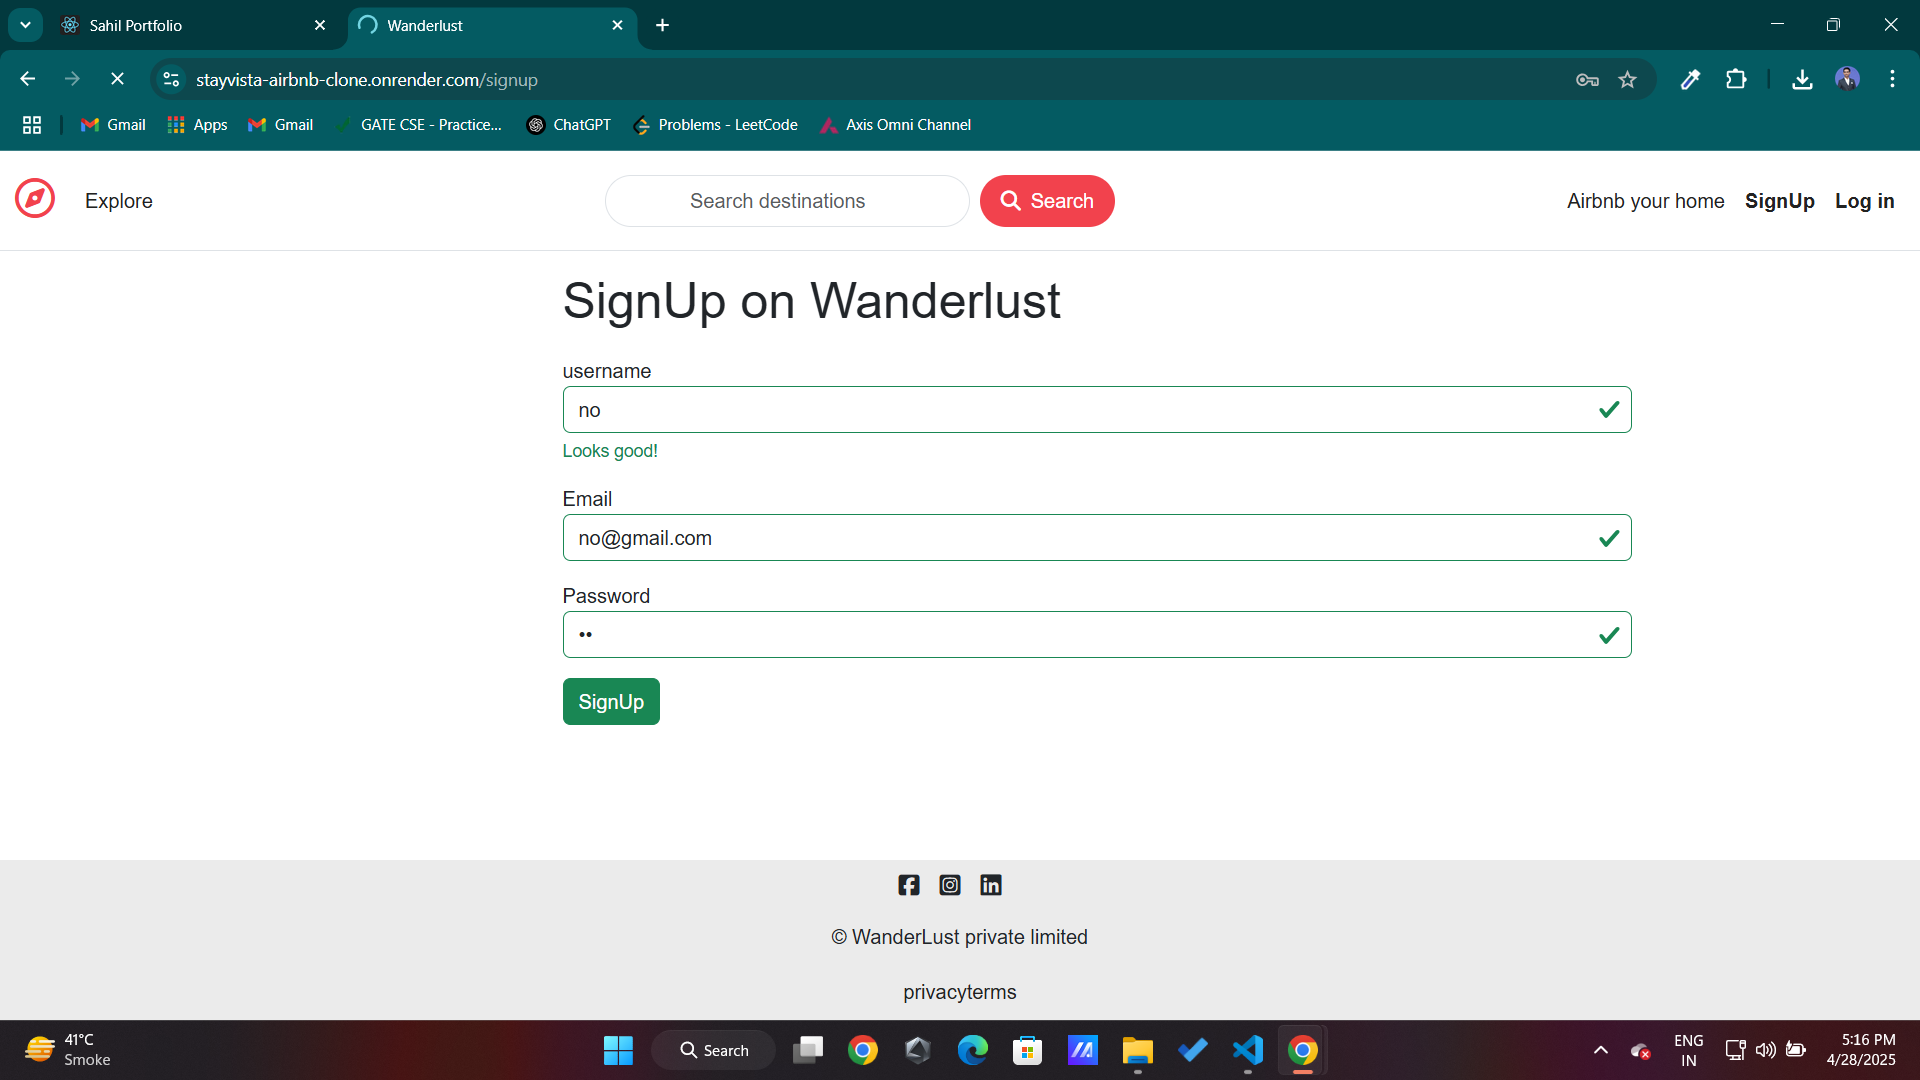 Sahil Portfolio
Wanderlust
stayvista-airbnb-clone.onrender.com/signup
Gmail Apps Gmail GATE CSE - Practice... ChatGPT Problems - LeetCode Axis Omni Channel
Explore
Search destinations
Search
Airbnb your home SignUp Log in
SignUp on Wanderlust
username
no
Looks good!
Email
no@gmail.com
Password
••
SignUp
© WanderLust private limited
privacyterms
41°C
Smoke
Search
ENG
IN
5:16 PM
4/28/2025